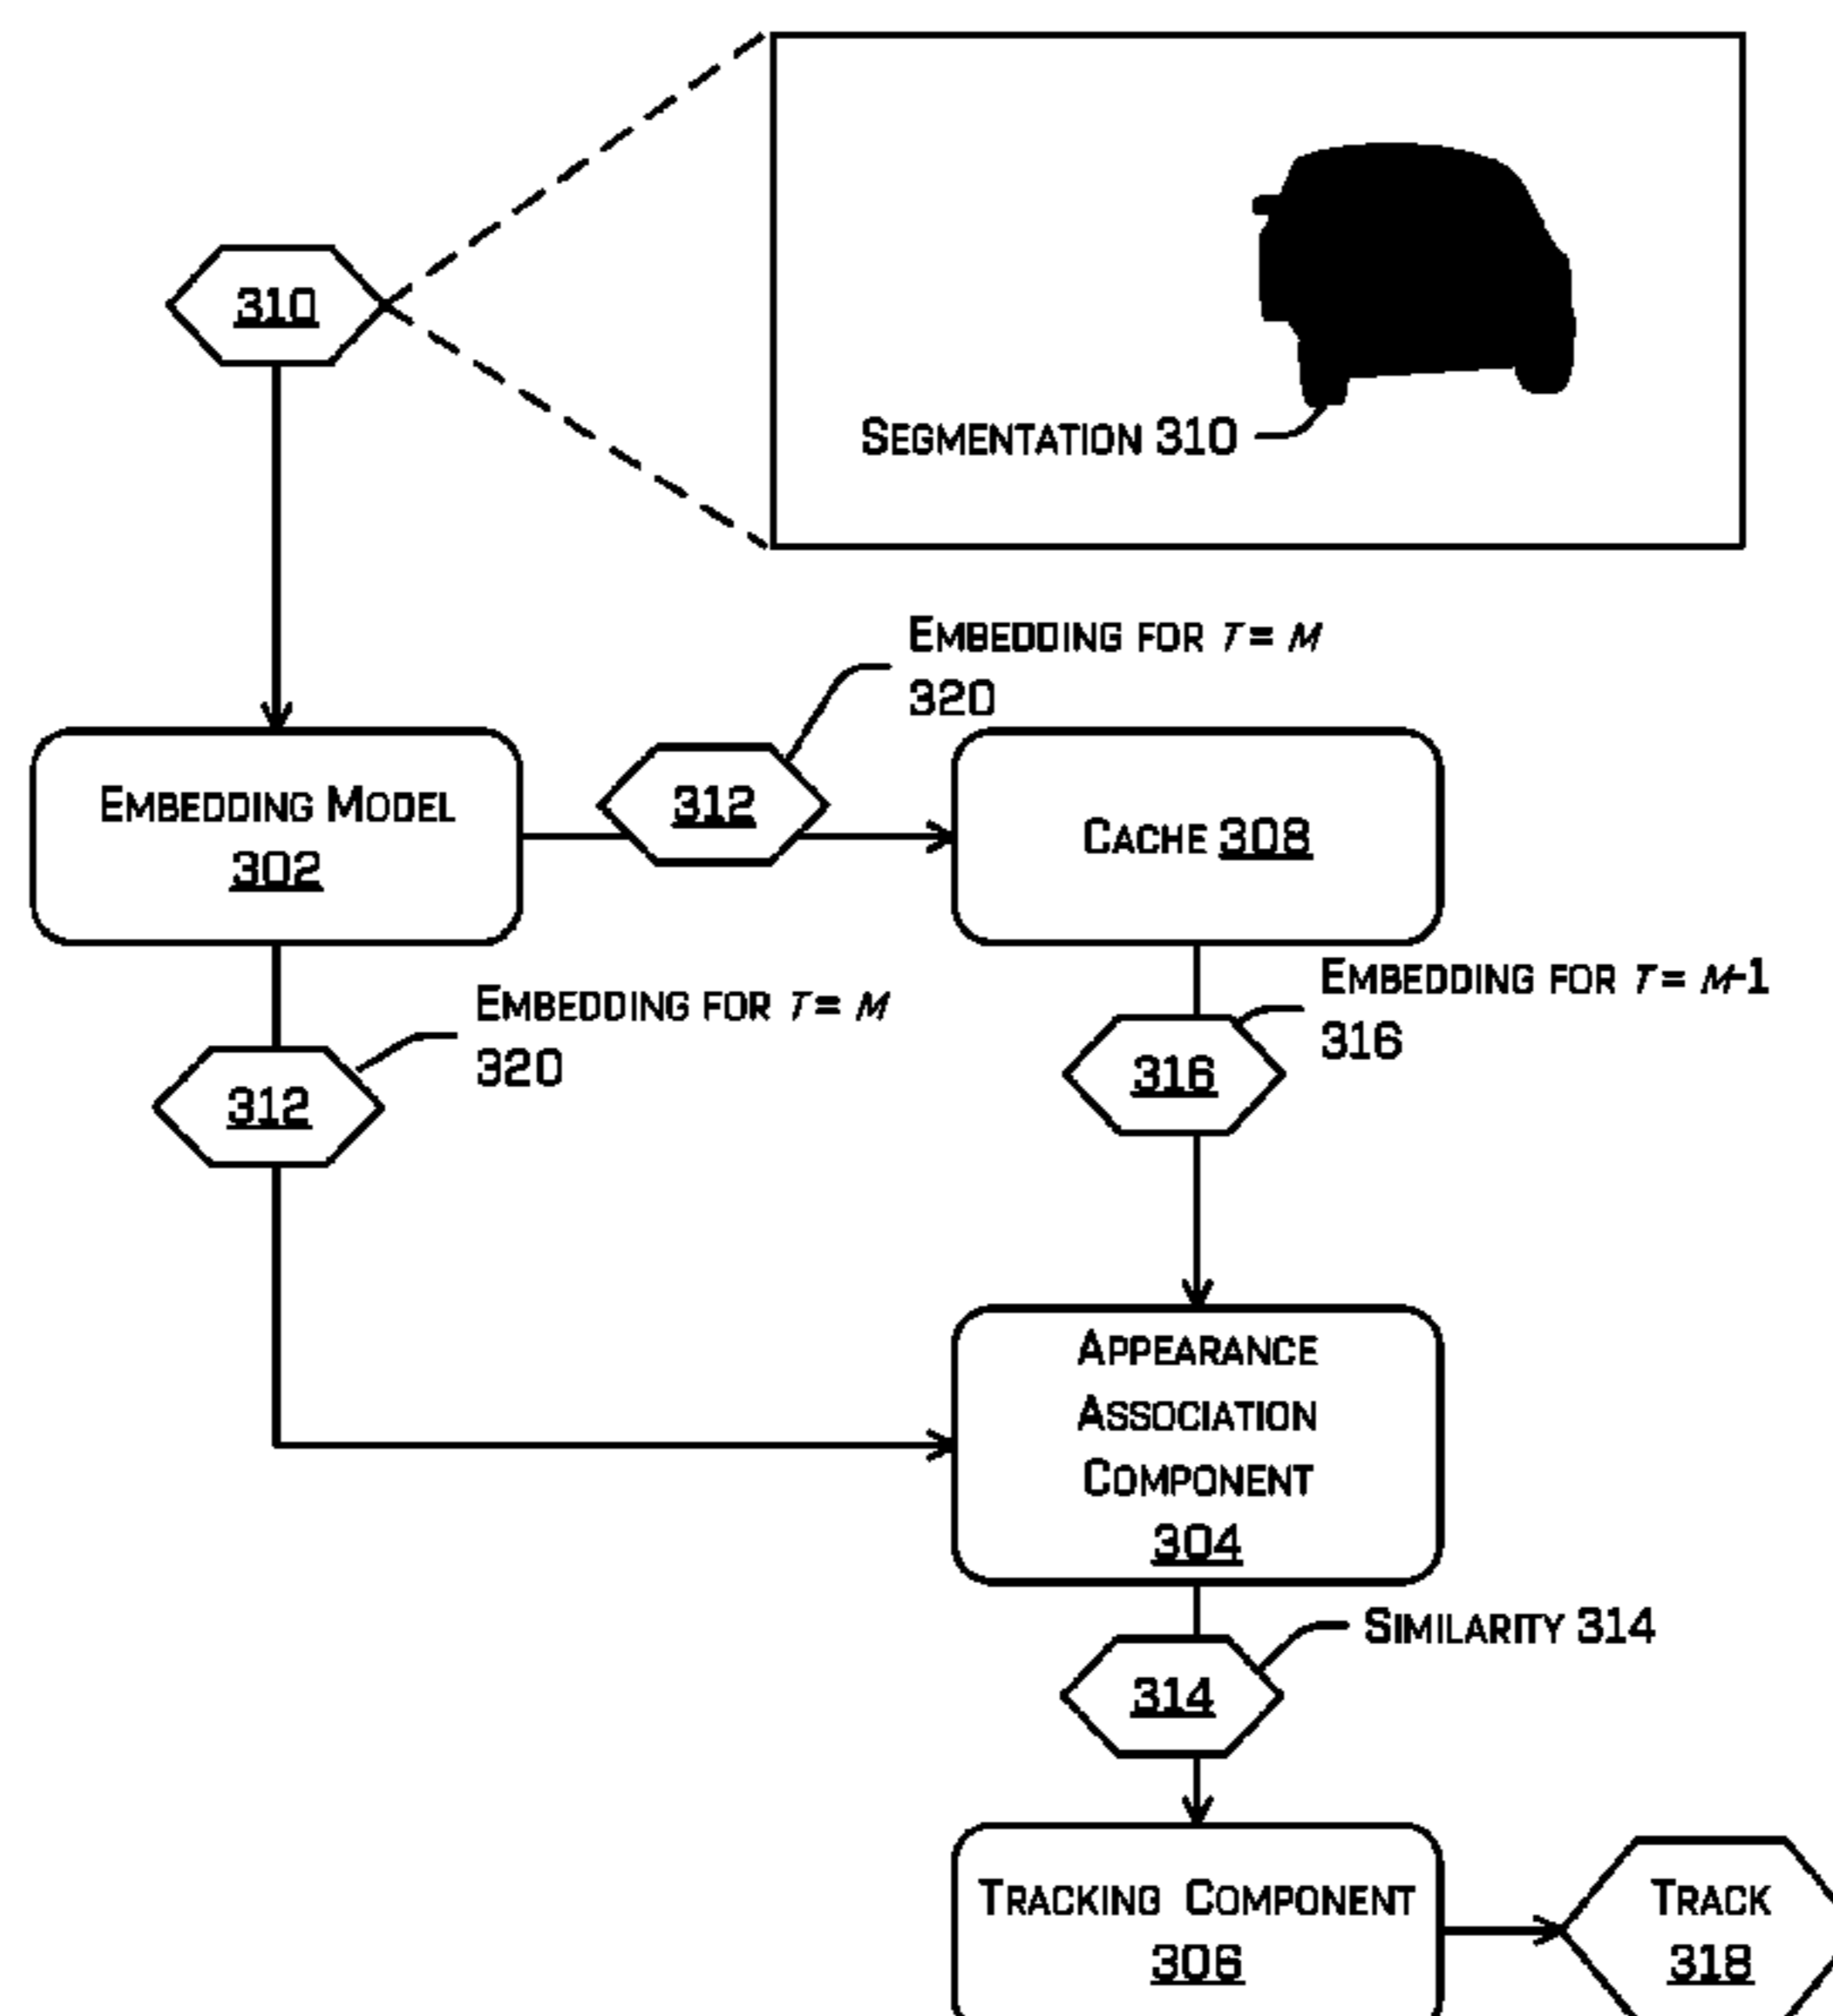 310
SEGMENTATION 310
EMBEDDING FOR T = M
320
EMBEDDING MODEL
302
312
CACHE 308
EMBEDDING FOR T = M
320
312
EMBEDDING FOR T = M-1
316
316
APPEARANCE
ASSOCIATION
COMPONENT
304
SIMILARITY 314
314
TRACKING COMPONENT
306
TRACK
318